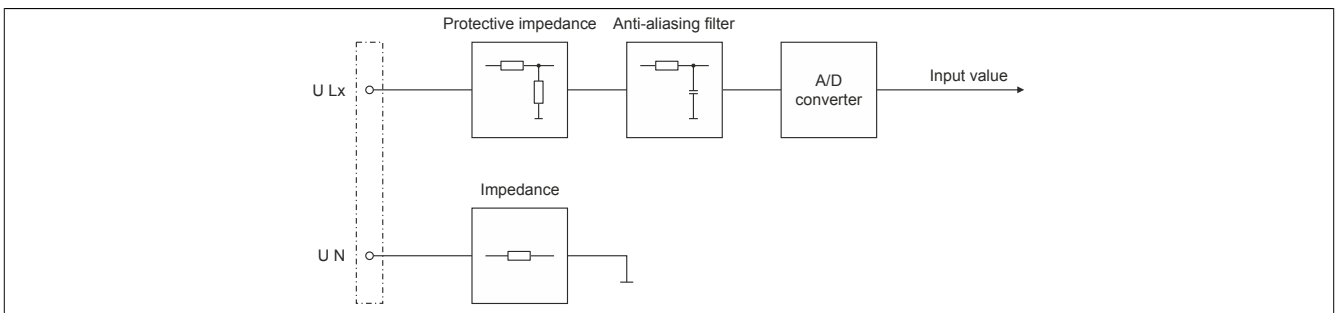 Protective impedance
Anti-aliasing filter
U Lx
A/D
converter
Input value
Impedance
U N